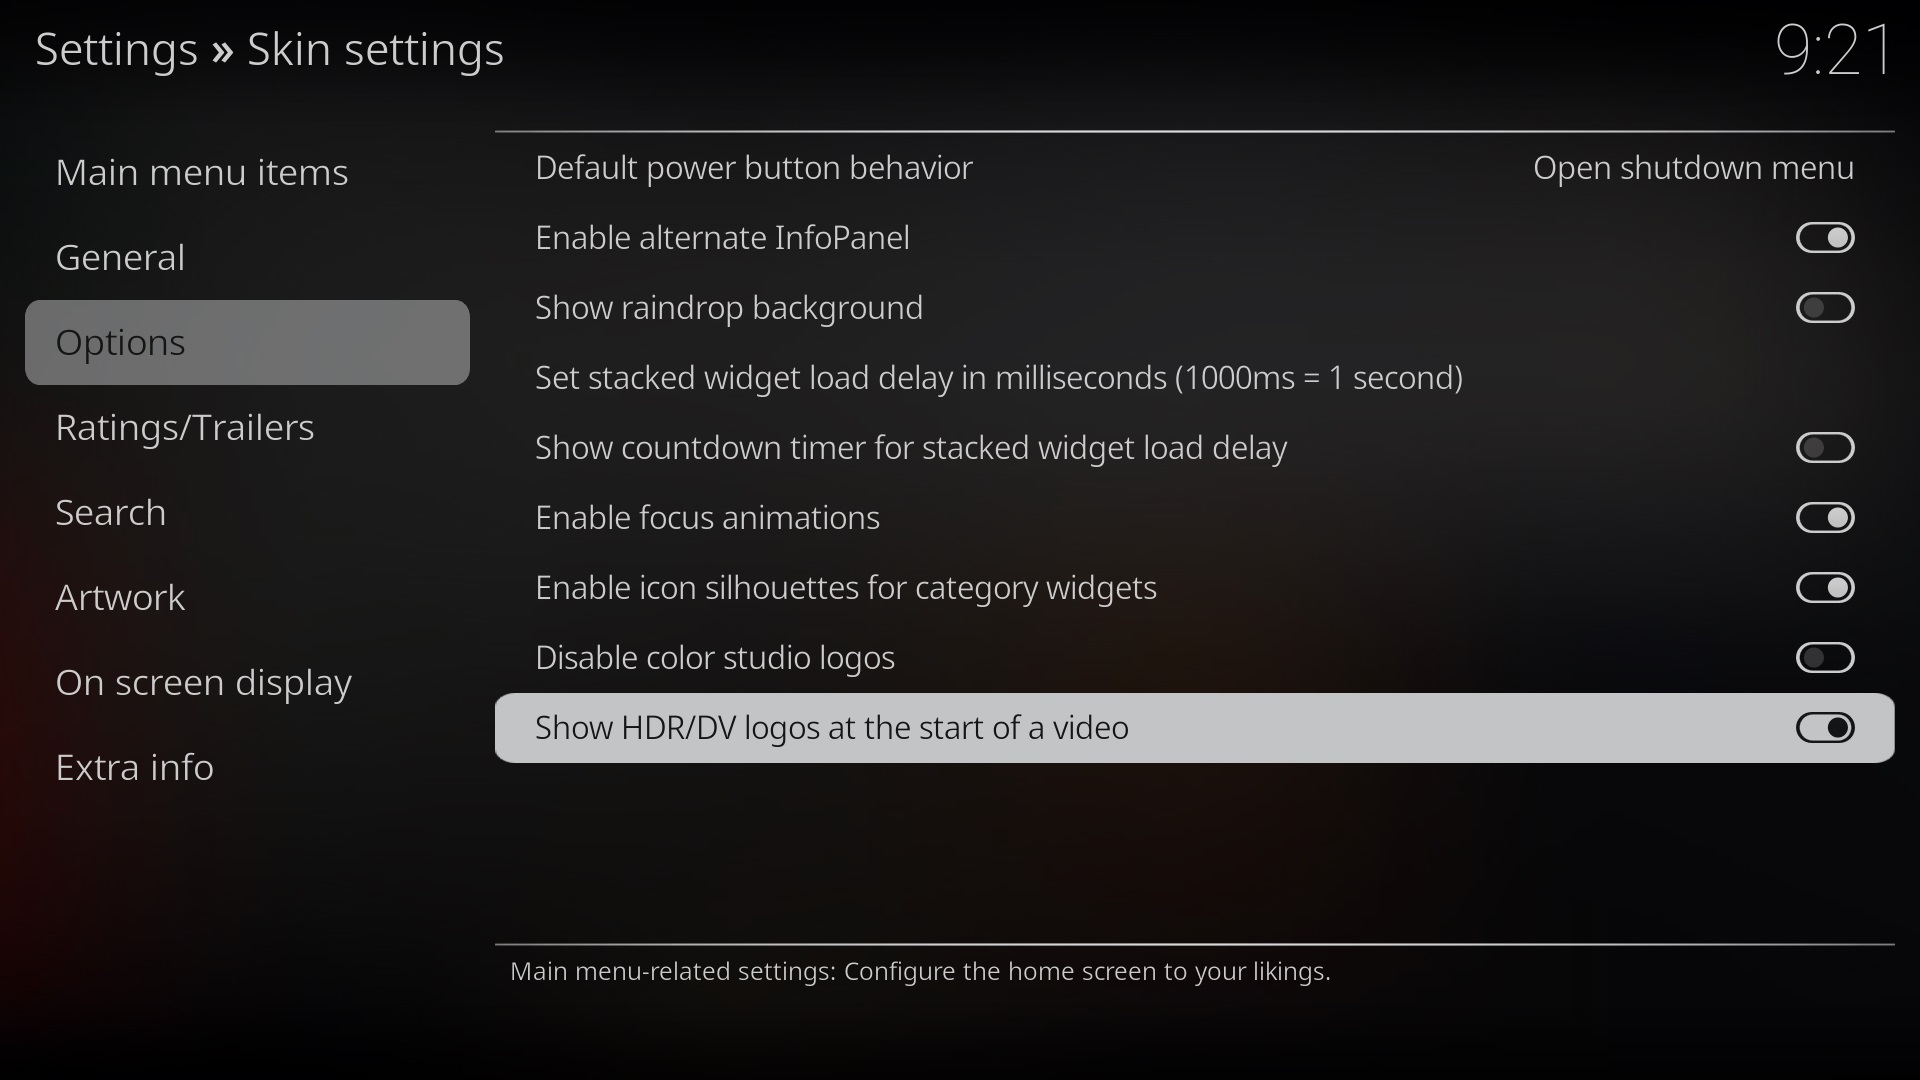 Settings » Skin settings
9:21
Main menu items
General
Options
Ratings/Trailers
Search
Artwork
On screen display
Extra info
Default power button behavior Open shutdown menu
Enable alternate InfoPanel
Show raindrop background
Set stacked widget load delay in milliseconds (1000ms = 1 second)
Show countdown timer for stacked widget load delay
Enable focus animations
Enable icon silhouettes for category widgets
Disable color studio logos
Show HDR/DV logos at the start of a video
Main menu-related settings: Configure the home screen to your likings.